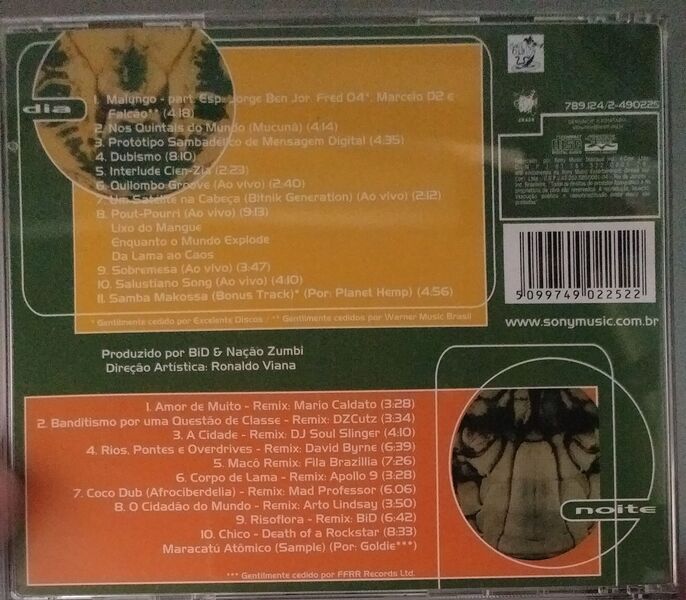 dia
1. Malungo - part. Esp. Jorge Ben Jor, Fred 04*, Marcelo D2 e
Falcão** (4:18)
2. Nos Quintais do Mundo (Mucunã) (4:14)
3. Protótipo Sambadélico de Mensagem Digital (4:35)
4. Dubismo (8:10)
5. Interlude Cien-Zia (2:23)
6. Quilombo Groove (Ao vivo) (2:40)
7. Um Satélite na Cabeça (Bitnik Generation) (Ao vivo) (2:12)
8. Pout-Pourri (Ao vivo) (9:13)
Lixo do Mangue
Enquanto o Mundo Explode
Da Lama ao Caos
9. Sobremesa (Ao vivo) (3:47)
10. Salustiano Song (Ao vivo) (4:10)
11. Samba Makossa (Bonus Track)* (Por: Planet Hemp) (4:56)
* Gentilmente cedido por Excelente Discos / ** Gentilmente cedidos por Warner Music Brasil
789.124/2-490225
CHAOS
5099749 022522
www.sonymusic.com.br
Produzido por BiD & Nação Zumbi
Direção Artística: Ronaldo Viana
1. Amor de Muito - Remix: Mario Caldato (3:28)
2. Banditismo por uma Questão de Classe - Remix: DZCutz (3:34)
3. A Cidade - Remix: DJ Soul Slinger (4:10)
4. Rios, Pontes e Overdrives - Remix: David Byrne (6:39)
5. Macô Remix: Fila Brazillia (7:26)
6. Corpo de Lama - Remix: Apollo 9 (3:28)
7. Coco Dub (Afrociberdelia) - Remix: Mad Professor (6:06)
8. O Cidadão do Mundo - Remix: Arto Lindsay (3:50)
9. Risoflora - Remix: BiD (6:42)
10. Chico - Death of a Rockstar (8:33)
Maracatú Atômico (Sample) (Por: Goldie***)
*** Gentilmente cedido por FFRR Records Ltd.
noite